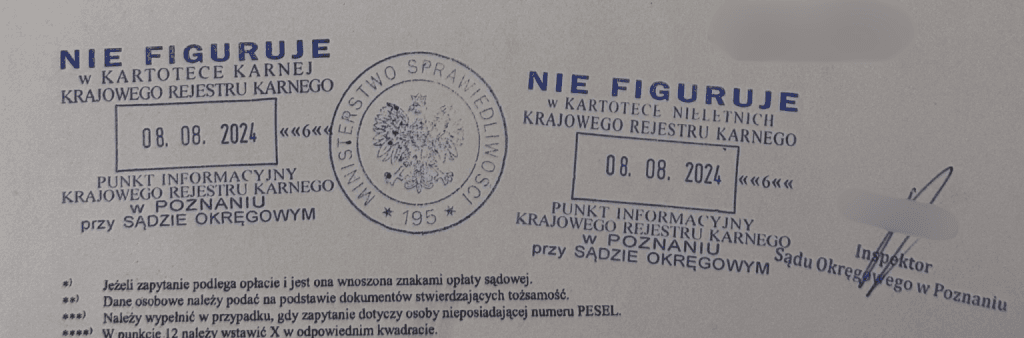 NIE FIGURUJE
w KARTOTECE KARNEJ
KRAJOWEGO REJESTRU KARNEGO
08. 08. 2024 ««6««
PUNKT INFORMACYJNY
KRAJOWEGO REJESTRU KARNEGO
w POZNANIU
przy SĄDZIE OKRĘGOWYM
MINISTERSTWO SPRAWIEDLIWOŚCI
* 195 *
NIE FIGURUJE
w KARTOTECE NIELETNICH
KRAJOWEGO REJESTRU KARNEGO
08. 08. 2024 ««6««
PUNKT INFORMACYJNY
KRAJOWEGO REJESTRU KARNEGO
w POZNANIU
przy SĄDZIE OKRĘGOWYM
Inspektor
Sądu Okręgowego w Poznaniu
*) Jeżeli zapytanie podlega opłacie i jest ona wnoszona znakami opłaty sądowej.
**) Dane osobowe należy podać na podstawie dokumentów stwierdzających tożsamość.
***) Należy wypełnić w przypadku, gdy zapytanie dotyczy osoby nieposiadającej numeru PESEL.
****) W punkcie 12 należy wstawić X w odpowiednim kwadracie.